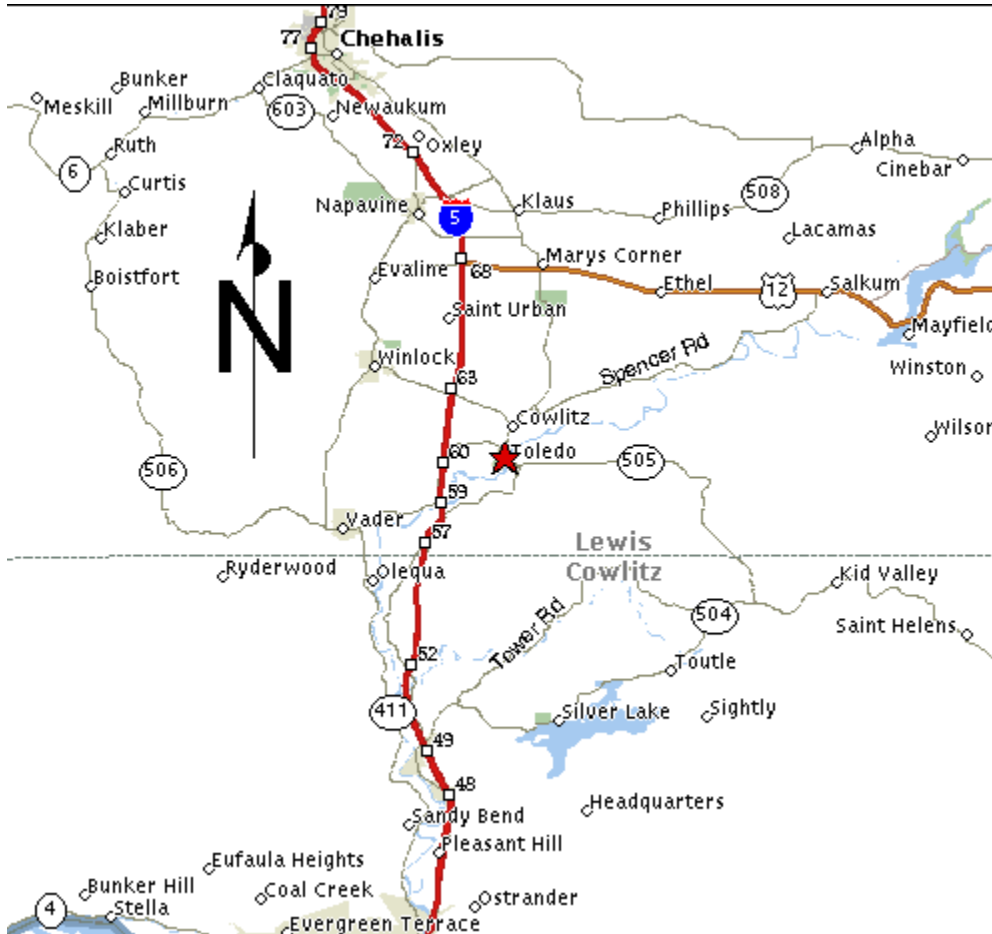 79
77
Chehalis
Bunker
Claquato
Meskill
Millburn
603
Newaukum
72
Oxley
Alpha
Cinebar
Ruth
6
Curtis
508
Napavine
5
Klaus
Phillips
Klaber
Lacamas
Marys Corner
Boistfort
Evaline
68
Ethel
12
Salkum
N
Saint Urban
Mayfield
Spencer Rd
Winlock
Winston
63
Cowlitz
Wilson
60
Toledo
505
506
59
Vader
57
Lewis
Cowlitz
Ryderwood
Olequa
Kid Valley
504
Tower Rd
Saint Helens
52
Toutle
411
Silver Lake
Sightly
49
48
Headquarters
Sandy Bend
Pleasant Hill
Eufaula Heights
Bunker Hill
Coal Creek
Ostrander
4
Stella
Evergreen Terrace